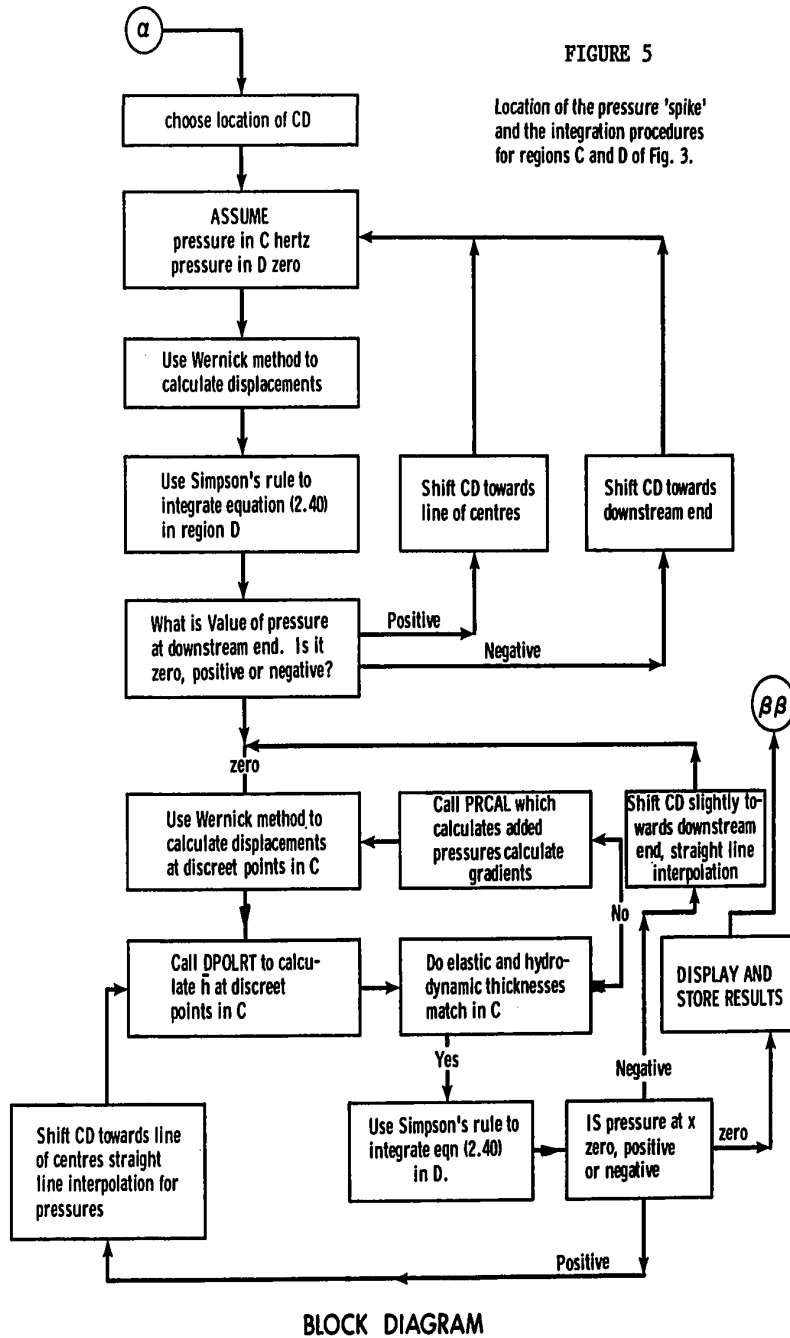 α
FIGURE 5
Location of the pressure 'spike'
and the integration procedures
for regions C and D of Fig. 3.
choose location of CD
ASSUME
pressure in C hertz
pressure in D zero
Use Wernick method to
calculate displacements
Use Simpson's rule to
integrate equation (2.40)
in region D
Shift CD towards
line of centres
Shift CD towards
downstream end
What is Value of pressure
at downstream end. Is it
zero, positive or negative?
Positive
Negative
ββ
zero
Use Wernick method to
calculate displacements
at discreet points in C
Call PRCAL which
calculates added
pressures calculate
gradients
Shift CD slightly to-
wards downstream
end, straight line
interpolation
No
Call D̄POLRT to calcu-
late h̄ at discreet
points in C
Do elastic and hydro-
dynamic thicknesses
match in C
DISPLAY AND
STORE RESULTS
Yes
Negative
Shift CD towards line
of centres straight
line interpolation for
pressures
Use Simpson's rule to
integrate eqn (2.40)
in D.
IS pressure at x
zero, positive
or negative
zero
Positive
BLOCK DIAGRAM